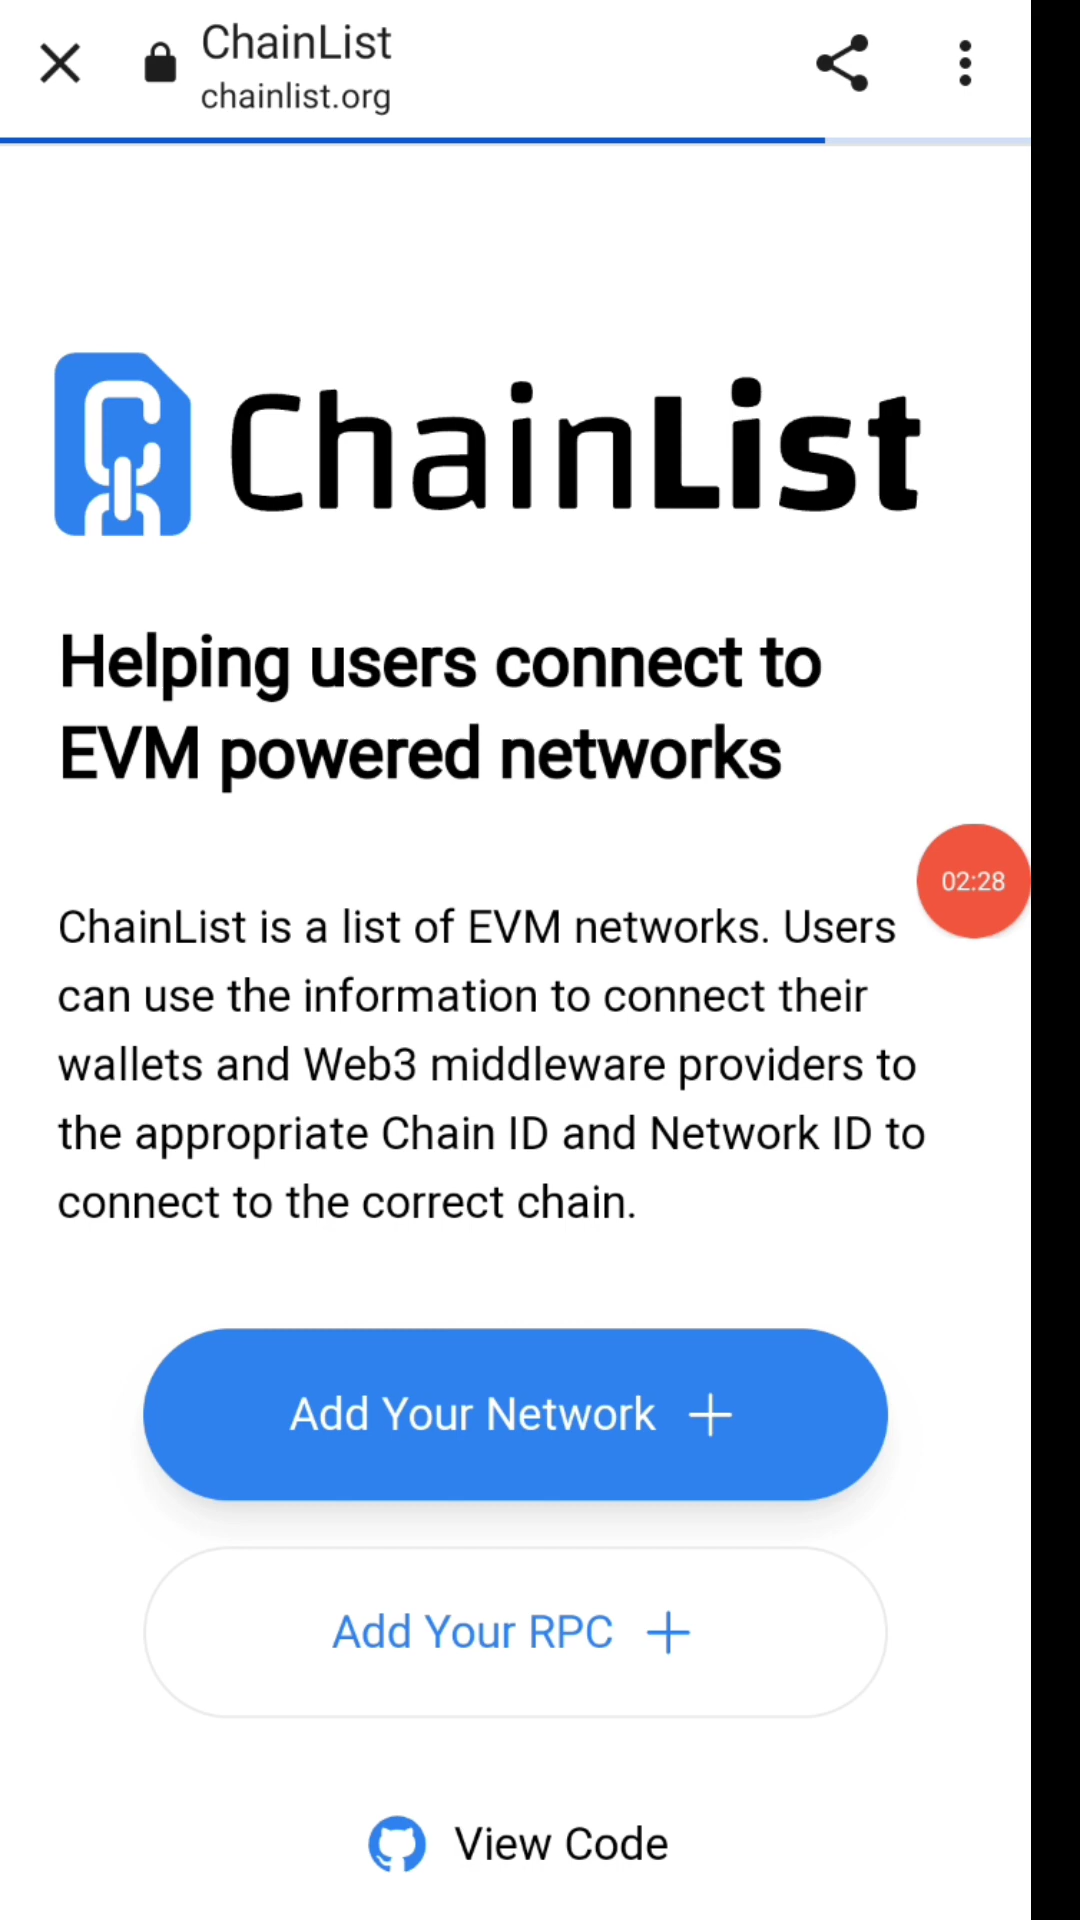 ChainList
chainlist.org
ChainList
Helping users connect to
EVM powered networks
02:28
ChainList is a list of EVM networks. Users
can use the information to connect their
wallets and Web3 middleware providers to
the appropriate Chain ID and Network ID to
connect to the correct chain.
Add Your Network
Add Your RPC
View Code